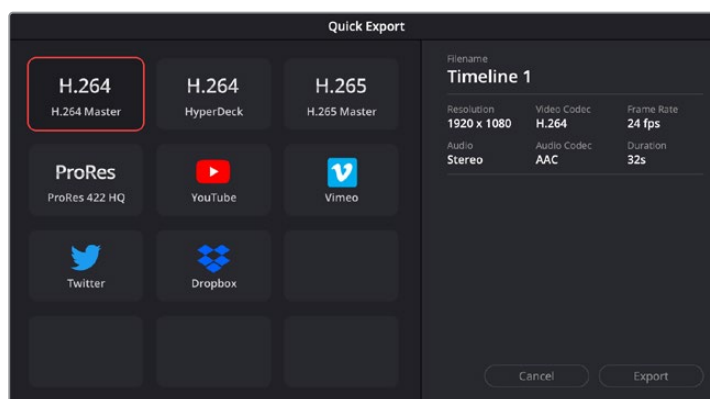 Quick Export
H.264
H.264 Master
H.264
HyperDeck
H.265
H.265 Master
ProRes
ProRes 422 HQ
YouTube
Vimeo
Twitter
Dropbox
Filename
Timeline 1
Resolution
Video Codec
Frame Rate
1920 x 1080
H.264
24 fps
Audio
Audio Codec
Duration
Stereo
AAC
32s
Cancel
Export